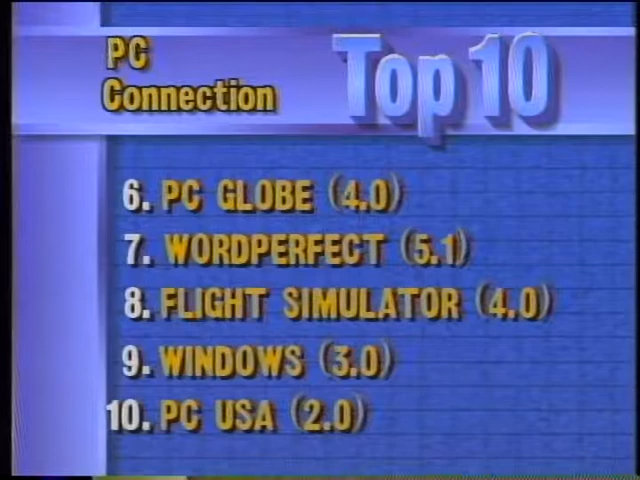 PC
Connection
Top 10
6. PC GLOBE (4.0)
7. WORDPERFECT (5.1)
8. FLIGHT SIMULATOR (4.0)
9. WINDOWS (3.0)
10. PC USA (2.0)